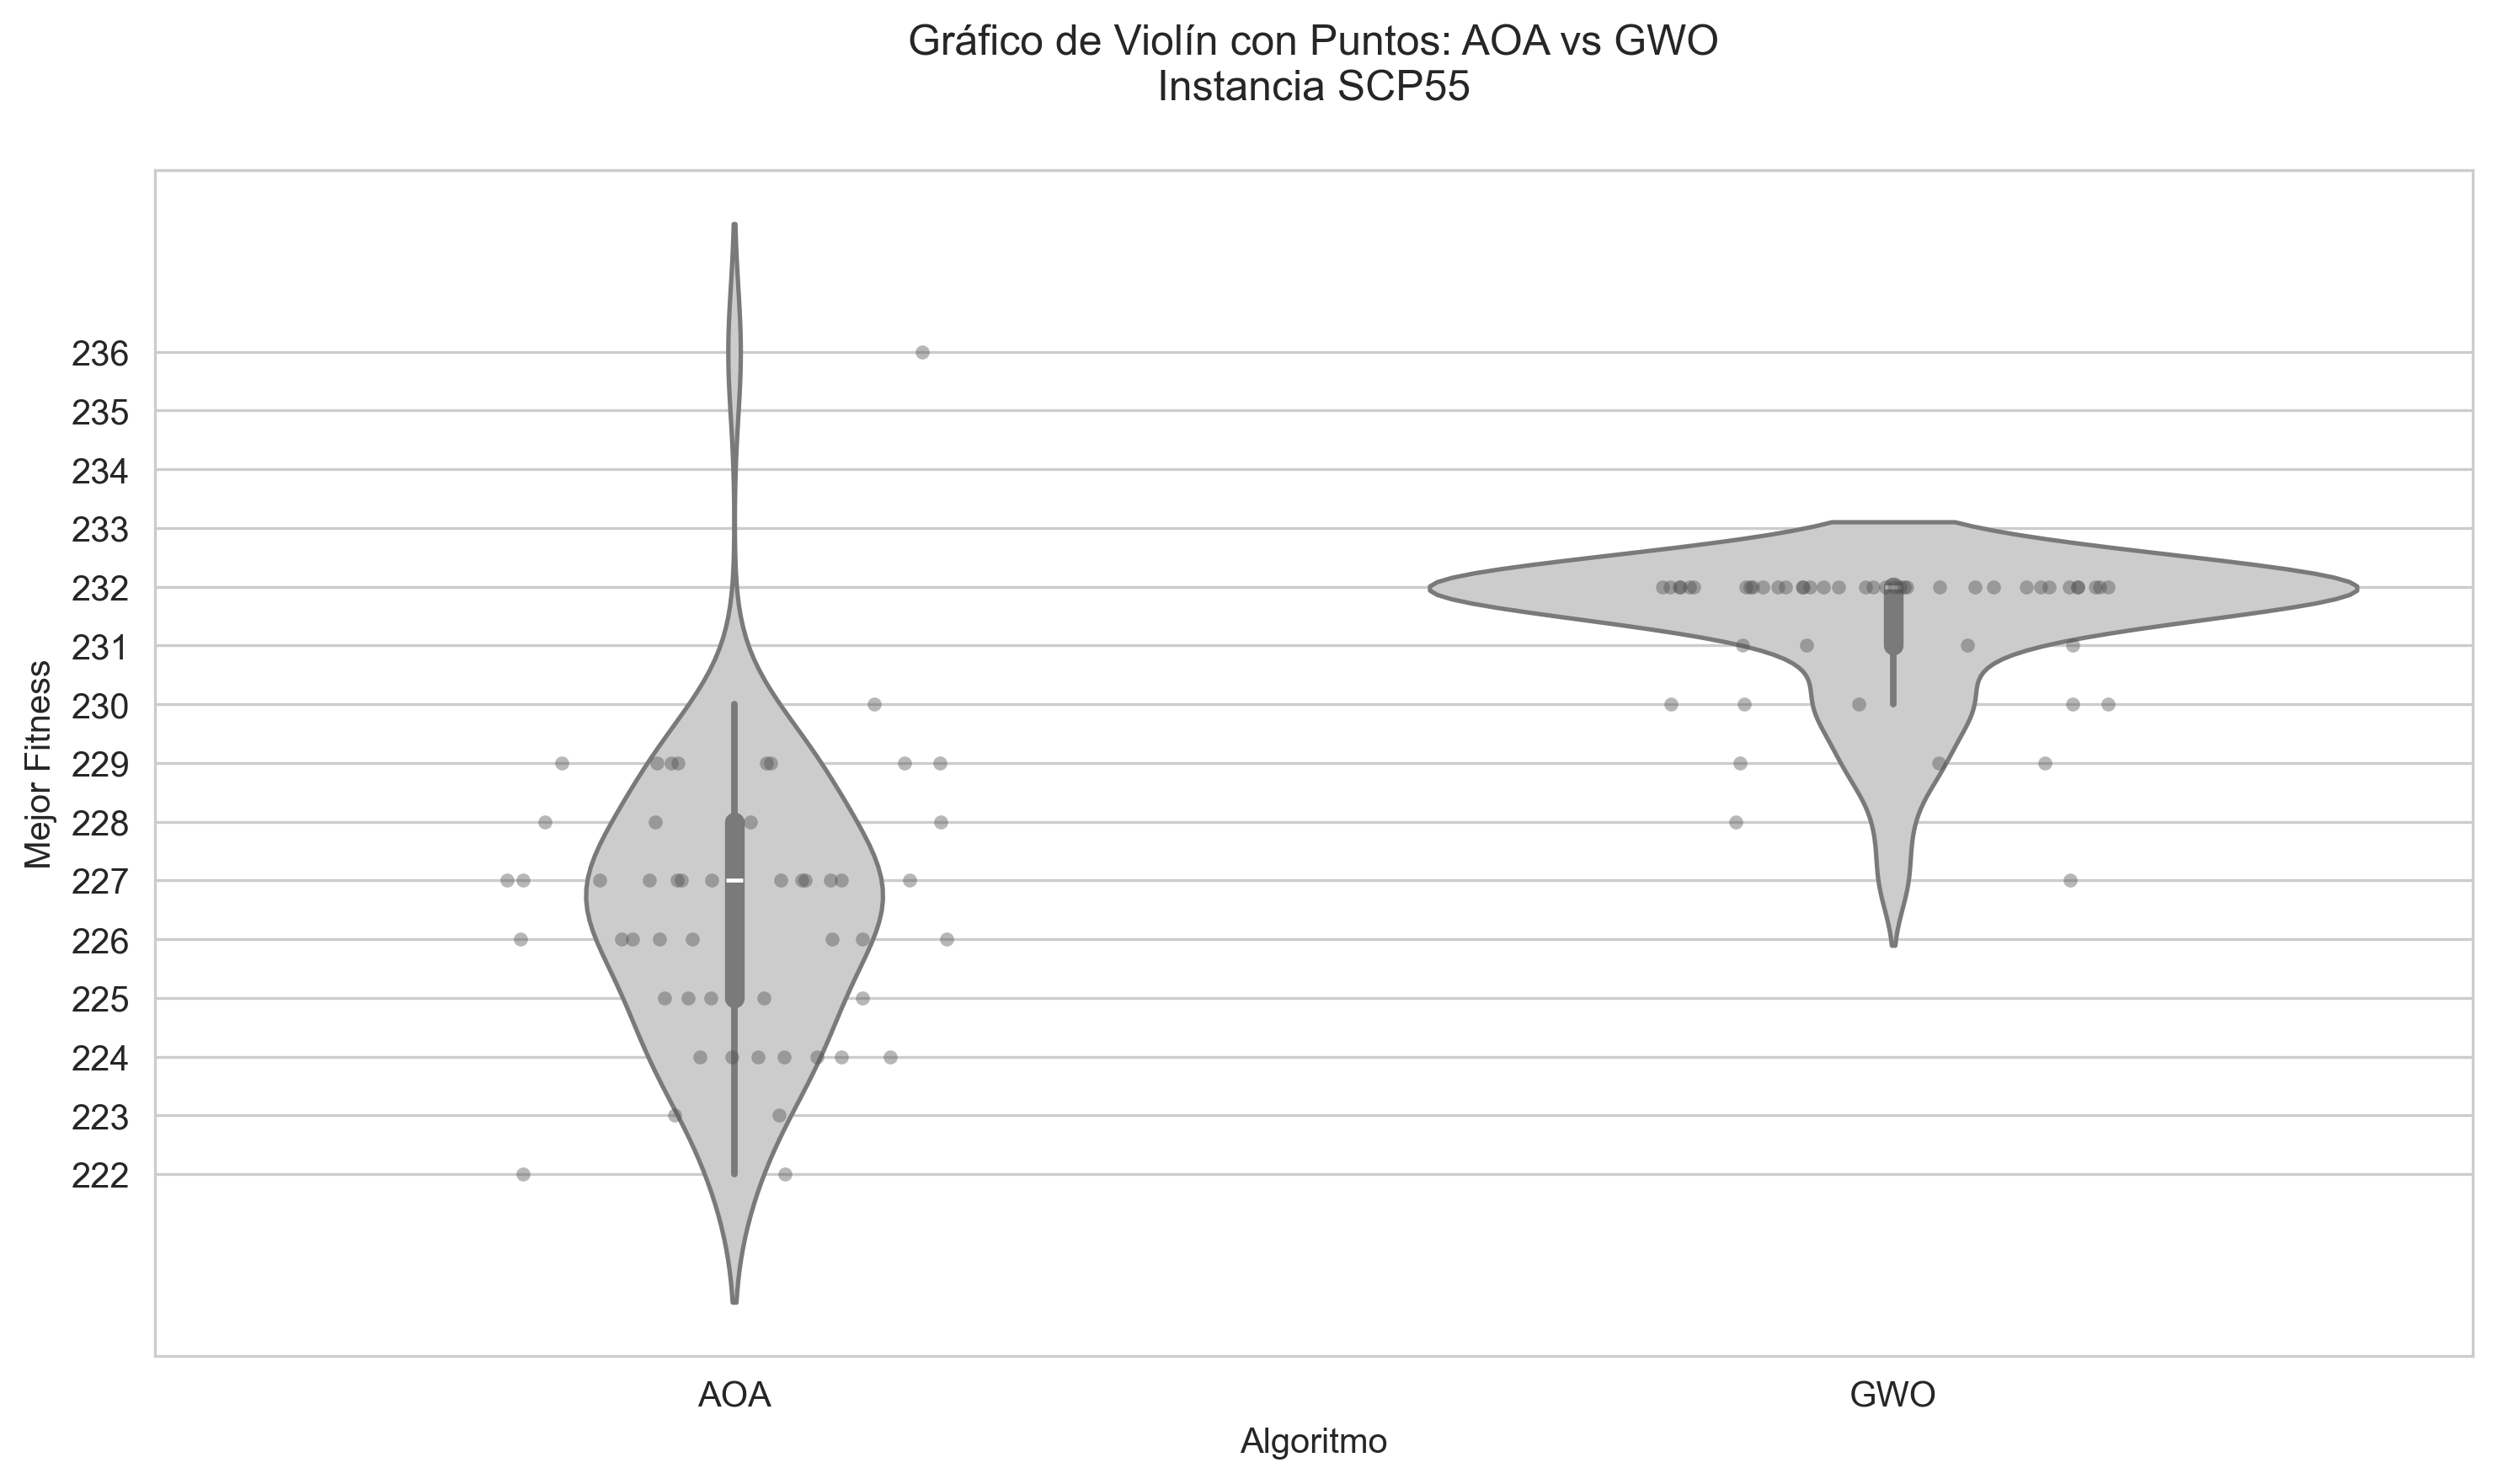 Gráfico de Violín con Puntos: AOA vs GWO
Instancia SCP55
Mejor Fitness
236
235
234
233
232
231
230
229
228
227
226
225
224
223
222
AOA
GWO
Algoritmo